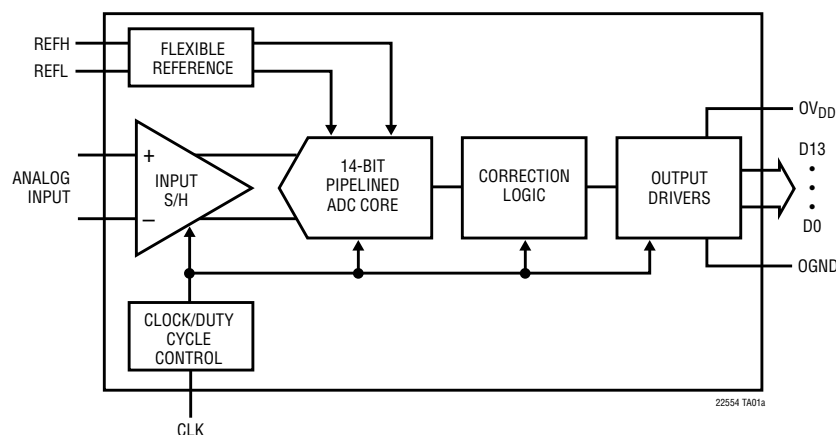 REFH
REFL
FLEXIBLE
REFERENCE
ANALOG
INPUT
+
–
INPUT
S/H
14-BIT
PIPELINED
ADC CORE
CORRECTION
LOGIC
OUTPUT
DRIVERS
OVDD
D13
•
•
•
D0
OGND
CLOCK/DUTY
CYCLE
CONTROL
CLK
22554 TA01a